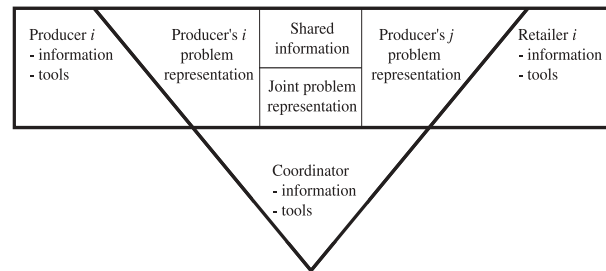 Producer i
- information
- tools
Producer's i
problem
representation
Shared
information
Joint problem
representation
Producer's j
problem
representation
Retailer i
- information
- tools
Coordinator
- information
- tools